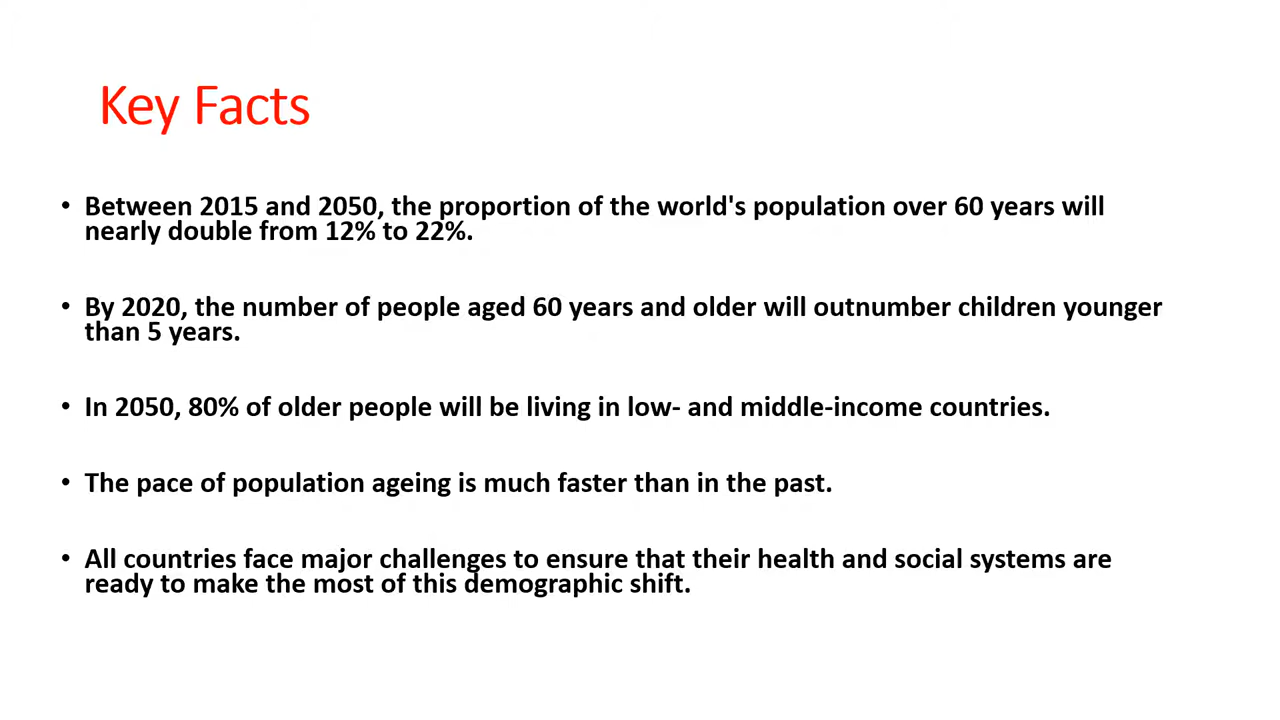 Key Facts
• Between 2015 and 2050, the proportion of the world's population over 60 years will
nearly double from 12% to 22%.
• By 2020, the number of people aged 60 years and older will outnumber children younger
than 5 years.
• In 2050, 80% of older people will be living in low- and middle-income countries.
• The pace of population ageing is much faster than in the past.
• All countries face major challenges to ensure that their health and social systems are
ready to make the most of this demographic shift.